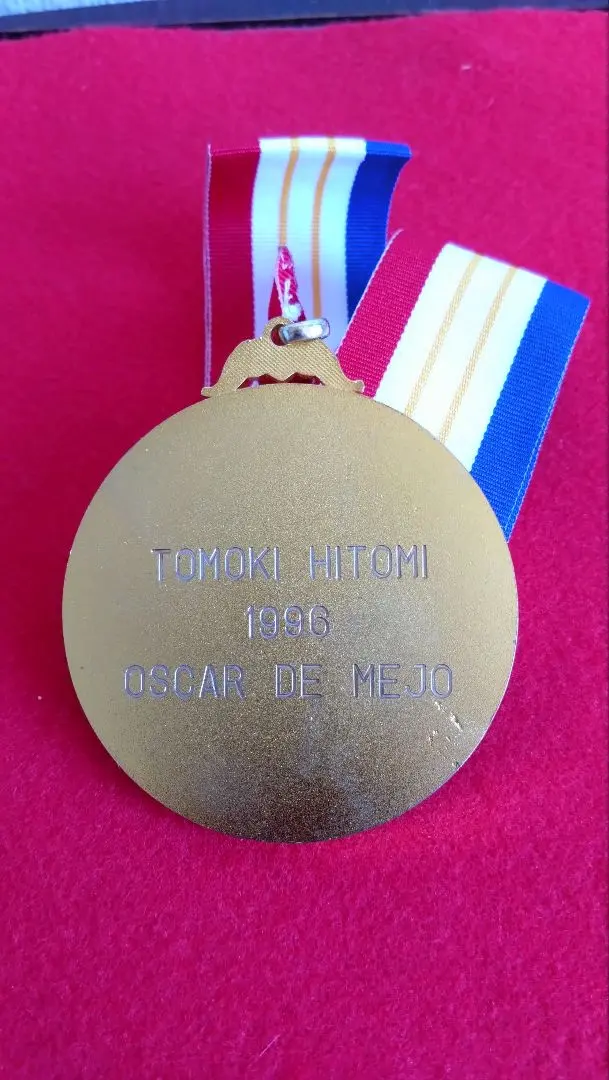 TOMOKI HITOMI
1996
OSCAR DE MEJO